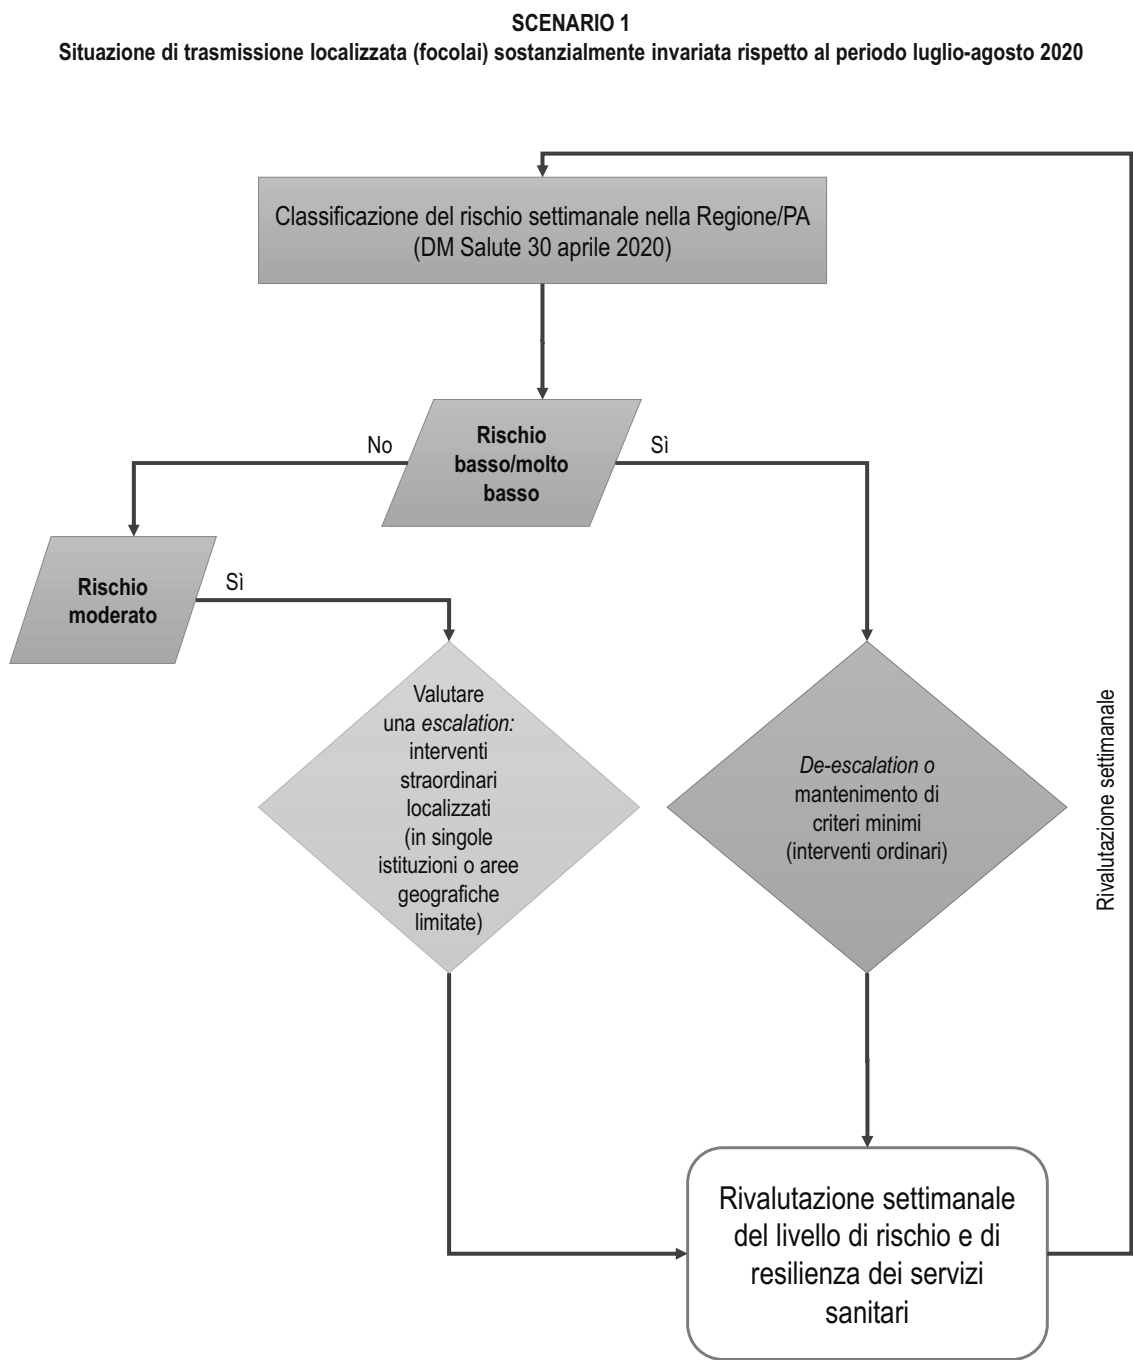 SCENARIO 1
Situazione di trasmissione localizzata (focolai) sostanzialmente invariata rispetto al periodo luglio-agosto 2020
Classificazione del rischio settimanale nella Regione/PA
(DM Salute 30 aprile 2020)
No
Rischio
basso/molto
basso
Sì
Rischio
moderato
Sì
Valutare
una escalation:
interventi
straordinari
localizzati
(in singole
istituzioni o aree
geografiche
limitate)
De-escalation o
mantenimento di
criteri minimi
(interventi ordinari)
Rivalutazione settimanale
Rivalutazione settimanale
del livello di rischio e di
resilienza dei servizi
sanitari